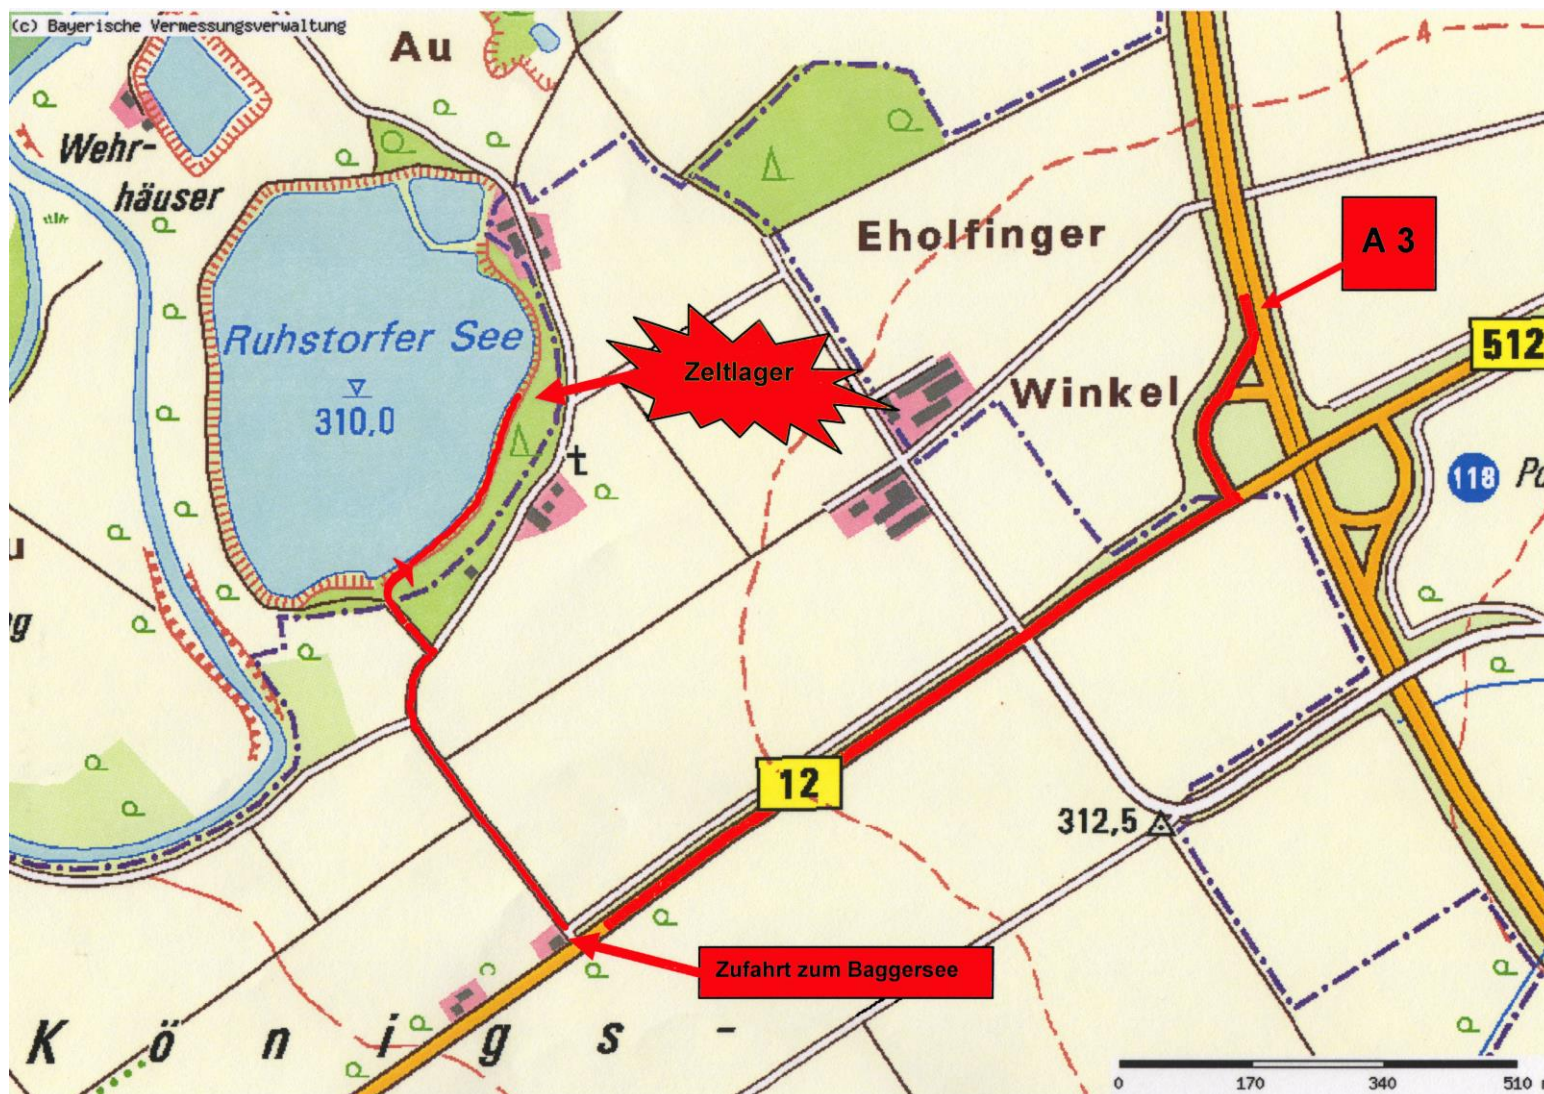 (c) Bayerische Vermessungsverwaltung
Au
Wehr-
häuser
A 3
Eholfinger
Ruhstorfer See
310,0
Zeltlager
512
Winkel
t
118
u
g
12
312,5
Zufahrt zum Baggersee
Königs-
0 170 340 510